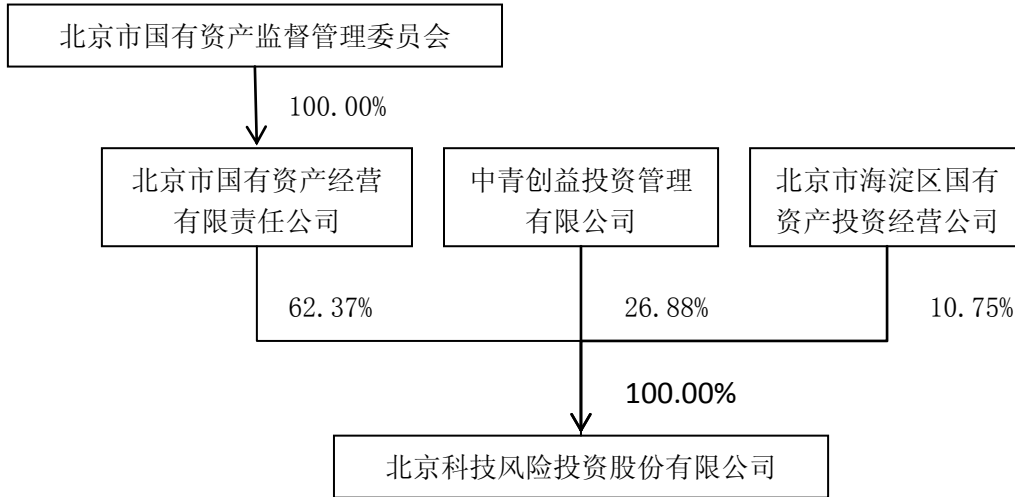 北京市国有资产监督管理委员会
100.00%
北京市国有资产经营
有限责任公司
中青创益投资管理
有限公司
北京市海淀区国有
资产投资经营公司
62.37%
26.88%
10.75%
100.00%
北京科技风险投资股份有限公司